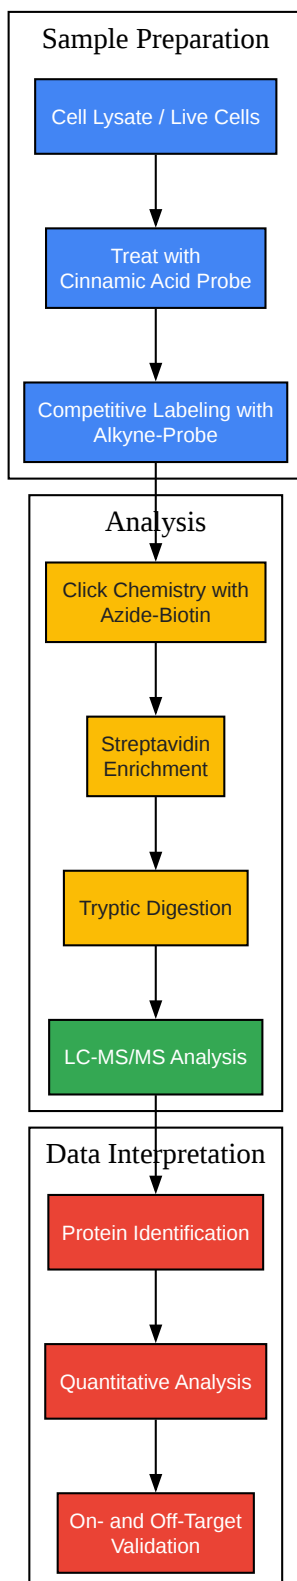 Sample Preparation
Cell Lysate / Live Cells
Treat with
Cinnamic Acid Probe
Competitive Labeling with
Alkyne-Probe
Analysis
Click Chemistry with
Azide-Biotin
Streptavidin
Enrichment
Tryptic Digestion
LC-MS/MS Analysis
Data Interpretation
Protein Identification
Quantitative Analysis
On- and Off-Target
Validation